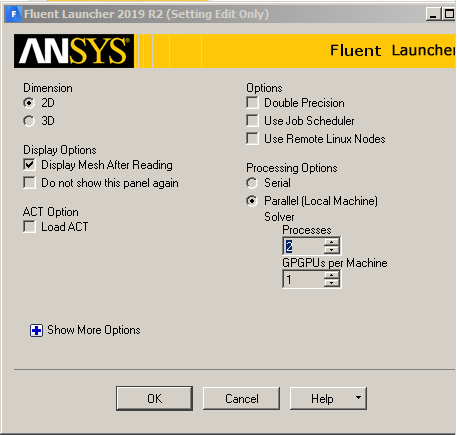 Fluent Launcher 2019 R2 (Setting Edit Only)
ANSYS
Fluent Launcher
Dimension
2D
3D
Display Options
Display Mesh After Reading
Do not show this panel again
ACT Option
Load ACT
Options
Double Precision
Use Job Scheduler
Use Remote Linux Nodes
Processing Options
Serial
Parallel (Local Machine)
Solver
Processes
2
GPGPUs per Machine
1
Show More Options
OK
Cancel
Help